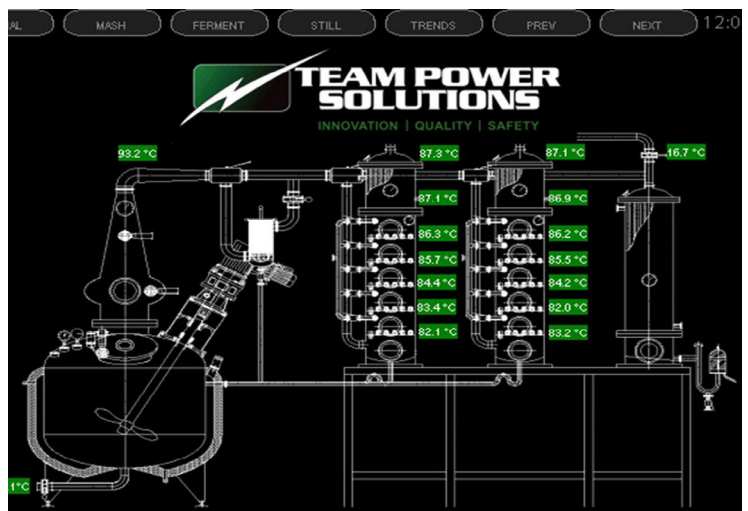 AL MASH FERMENT STILL TRENDS PREV NEXT 12:0
TEAM POWER
SOLUTIONS
INNOVATION | QUALITY | SAFETY
93.2 °C 87.3 °C 87.1 °C 16.7 °C
87.1 °C 86.9 °C
86.3 °C 86.2 °C
85.7 °C 85.5 °C
84.4 °C 84.2 °C
83.4 °C 82.0 °C
82.1 °C 83.2 °C
.1°C